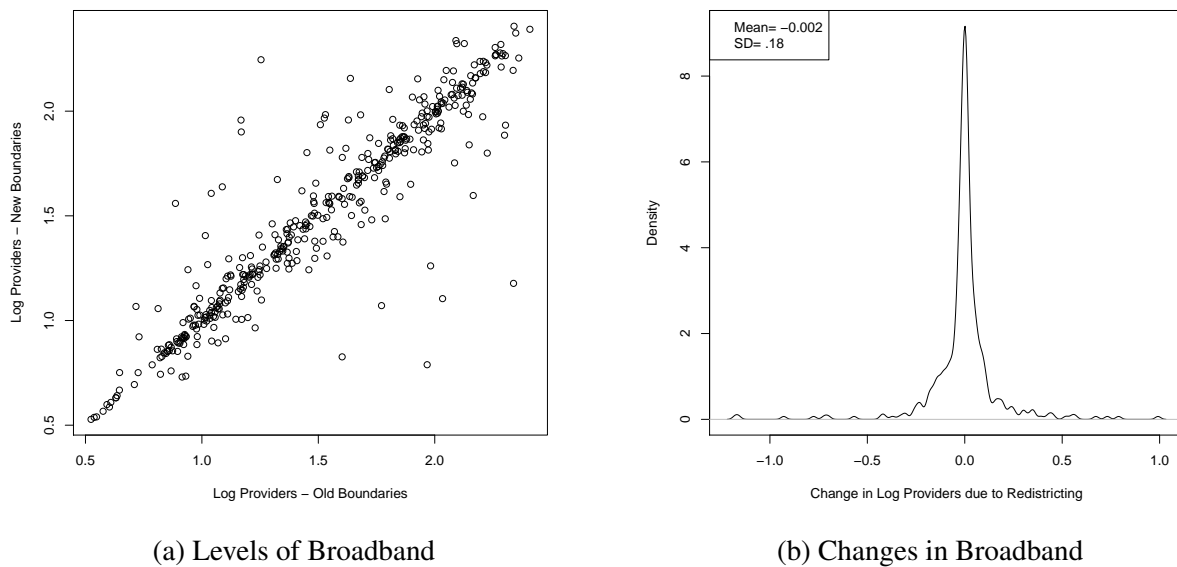 2.0
1.5
1.0
0.5
Log Providers – New Boundaries
0.5 1.0 1.5 2.0
Log Providers – Old Boundaries
(a) Levels of Broadband
Mean= −0.002
SD= .18
8
6
4
2
0
Density
−1.0 −0.5 0.0 0.5 1.0
Change in Log Providers due to Redistricting
(b) Changes in Broadband